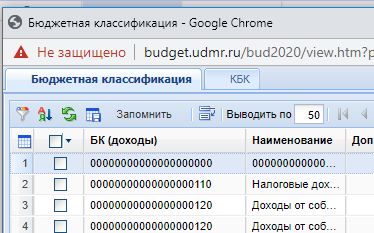 Бюджетная классификация - Google Chrome
Не защищено budget.udmr.ru/bud2020/view.htm?p
Бюджетная классификация КБК
Запомнить Выводить по 50
БК (доходы) Наименование Доп
1 00000000000000000000 000000000000...
2 00000000000000000110 Налоговые дох...
3 00000000000000000120 Доходы от соб...
4 00000000000000000120 Доходы от соб...